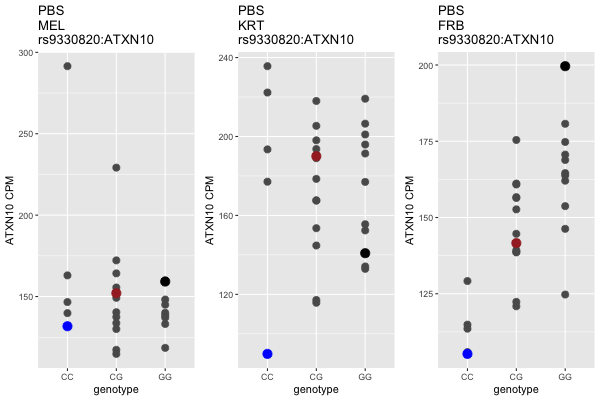 PBS
MEL
rs9330820:ATXN10
300
250
200
150
ATXN10 CPM
CC
CG
GG
genotype
PBS
KRT
rs9330820:ATXN10
240
200
160
120
ATXN10 CPM
CC
CG
GG
genotype
PBS
FRB
rs9330820:ATXN10
200
175
150
125
ATXN10 CPM
CC
CG
GG
genotype